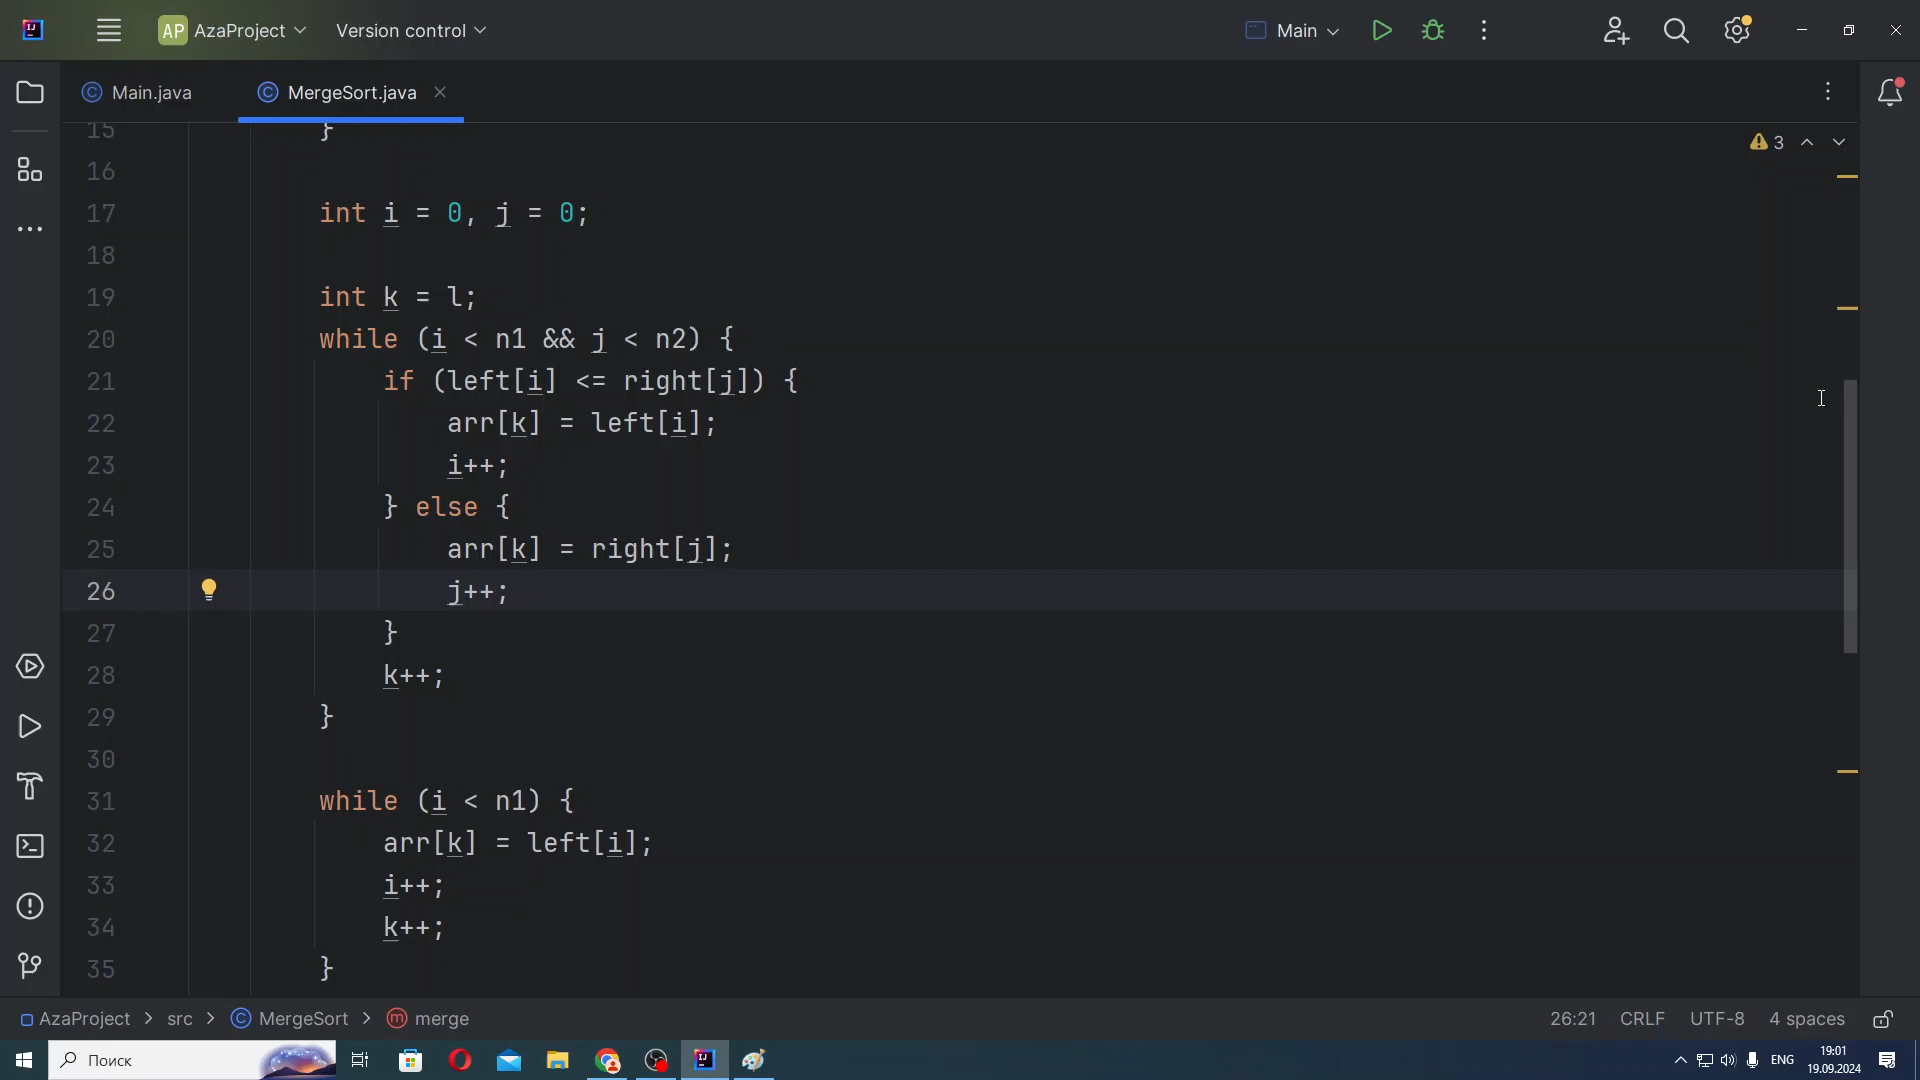 AP AzaProject Version control Main
Main.java MergeSort.java
15 }
3
16
17 int i = 0, j = 0;
18
19 int k = l;
20 while (i < n1 && j < n2) {
21 if (left[i] <= right[j]) {
22 arr[k] = left[i];
23 i++;
24 } else {
25 arr[k] = right[j];
26 j++;
27 }
28 k++;
29 }
30
31 while (i < n1) {
32 arr[k] = left[i];
33 i++;
34 k++;
35 }
AzaProject > src > MergeSort > merge 26:21 CRLF UTF-8 4 spaces
Поиск ENG 19:01
19.09.2024